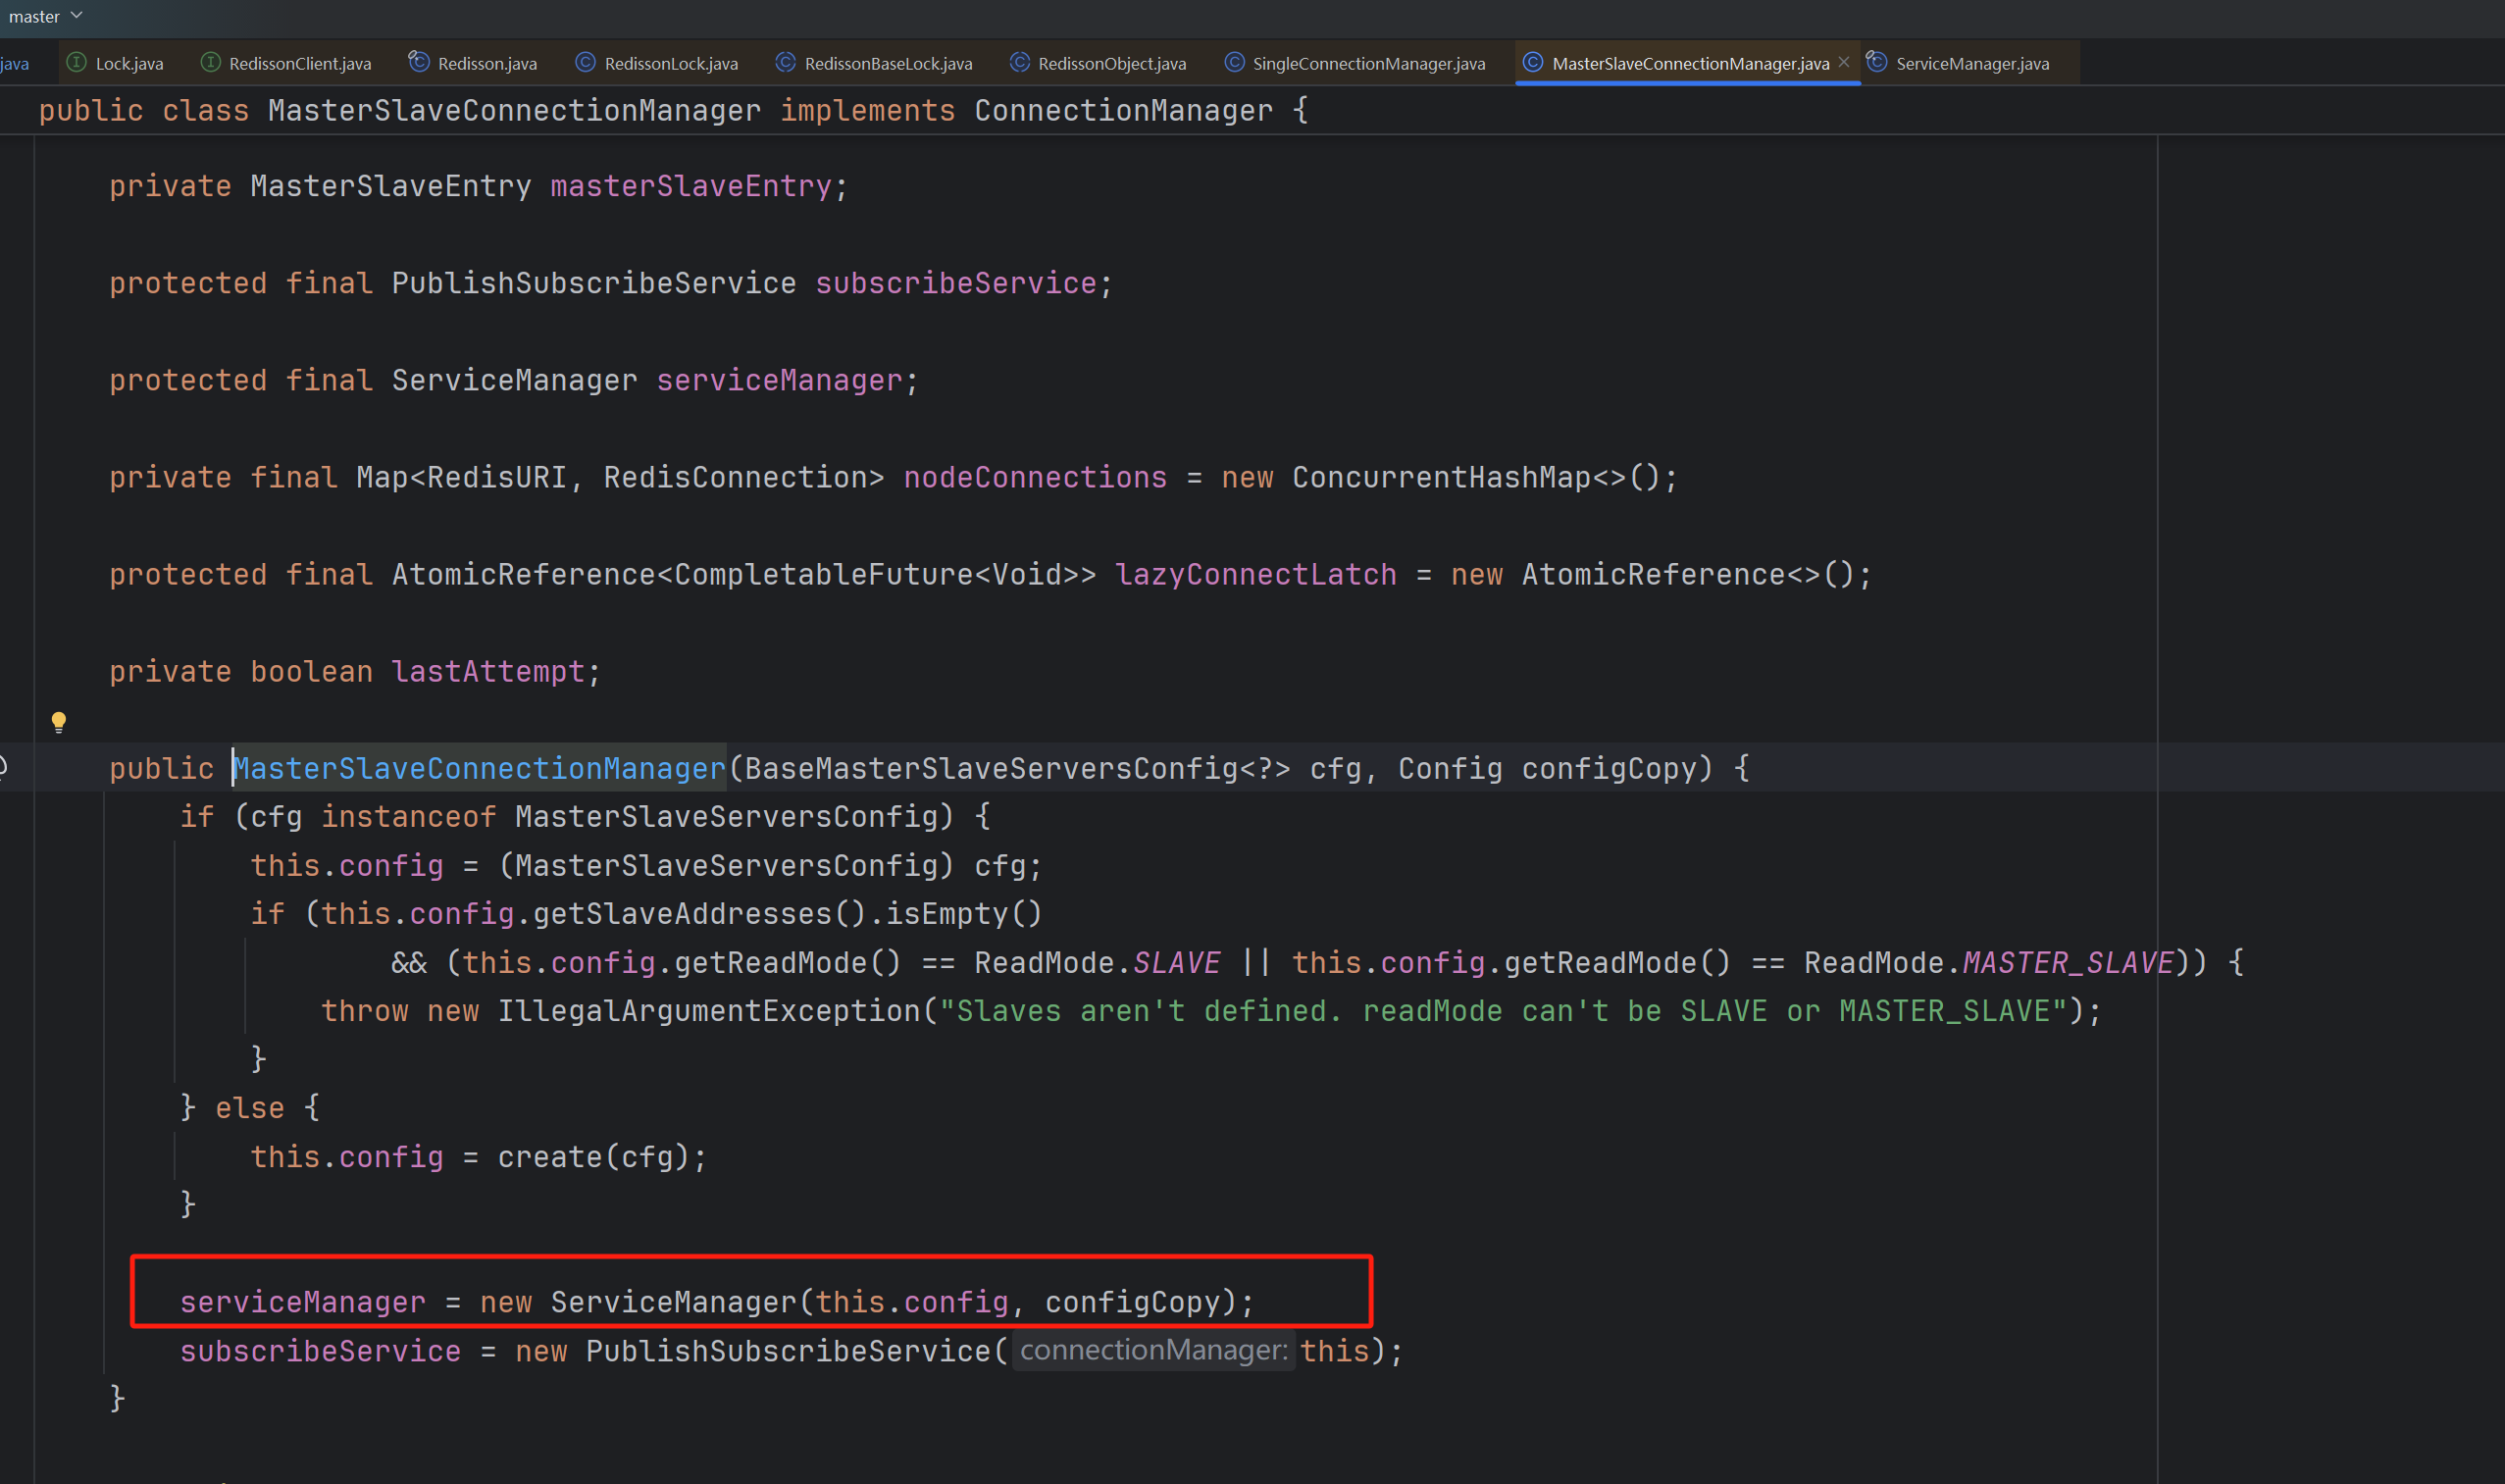 master
java Lock.java RedissonClient.java Redisson.java RedissonLock.java RedissonBaseLock.java RedissonObject.java SingleConnectionManager.java MasterSlaveConnectionManager.java ServiceManager.java
public class MasterSlaveConnectionManager implements ConnectionManager {
private MasterSlaveEntry masterSlaveEntry;
protected final PublishSubscribeService subscribeService;
protected final ServiceManager serviceManager;
private final Map<RedisURI, RedisConnection> nodeConnections = new ConcurrentHashMap<>();
protected final AtomicReference<CompletableFuture<Void>> lazyConnectLatch = new AtomicReference<>();
private boolean lastAttempt;
public MasterSlaveConnectionManager(BaseMasterSlaveServersConfig<?> cfg, Config configCopy) {
if (cfg instanceof MasterSlaveServersConfig) {
this.config = (MasterSlaveServersConfig) cfg;
if (this.config.getSlaveAddresses().isEmpty()
&& (this.config.getReadMode() == ReadMode.SLAVE || this.config.getReadMode() == ReadMode.MASTER_SLAVE)) {
throw new IllegalArgumentException("Slaves aren't defined. readMode can't be SLAVE or MASTER_SLAVE");
}
} else {
this.config = create(cfg);
}
serviceManager = new ServiceManager(this.config, configCopy);
subscribeService = new PublishSubscribeService( connectionManager: this);
}